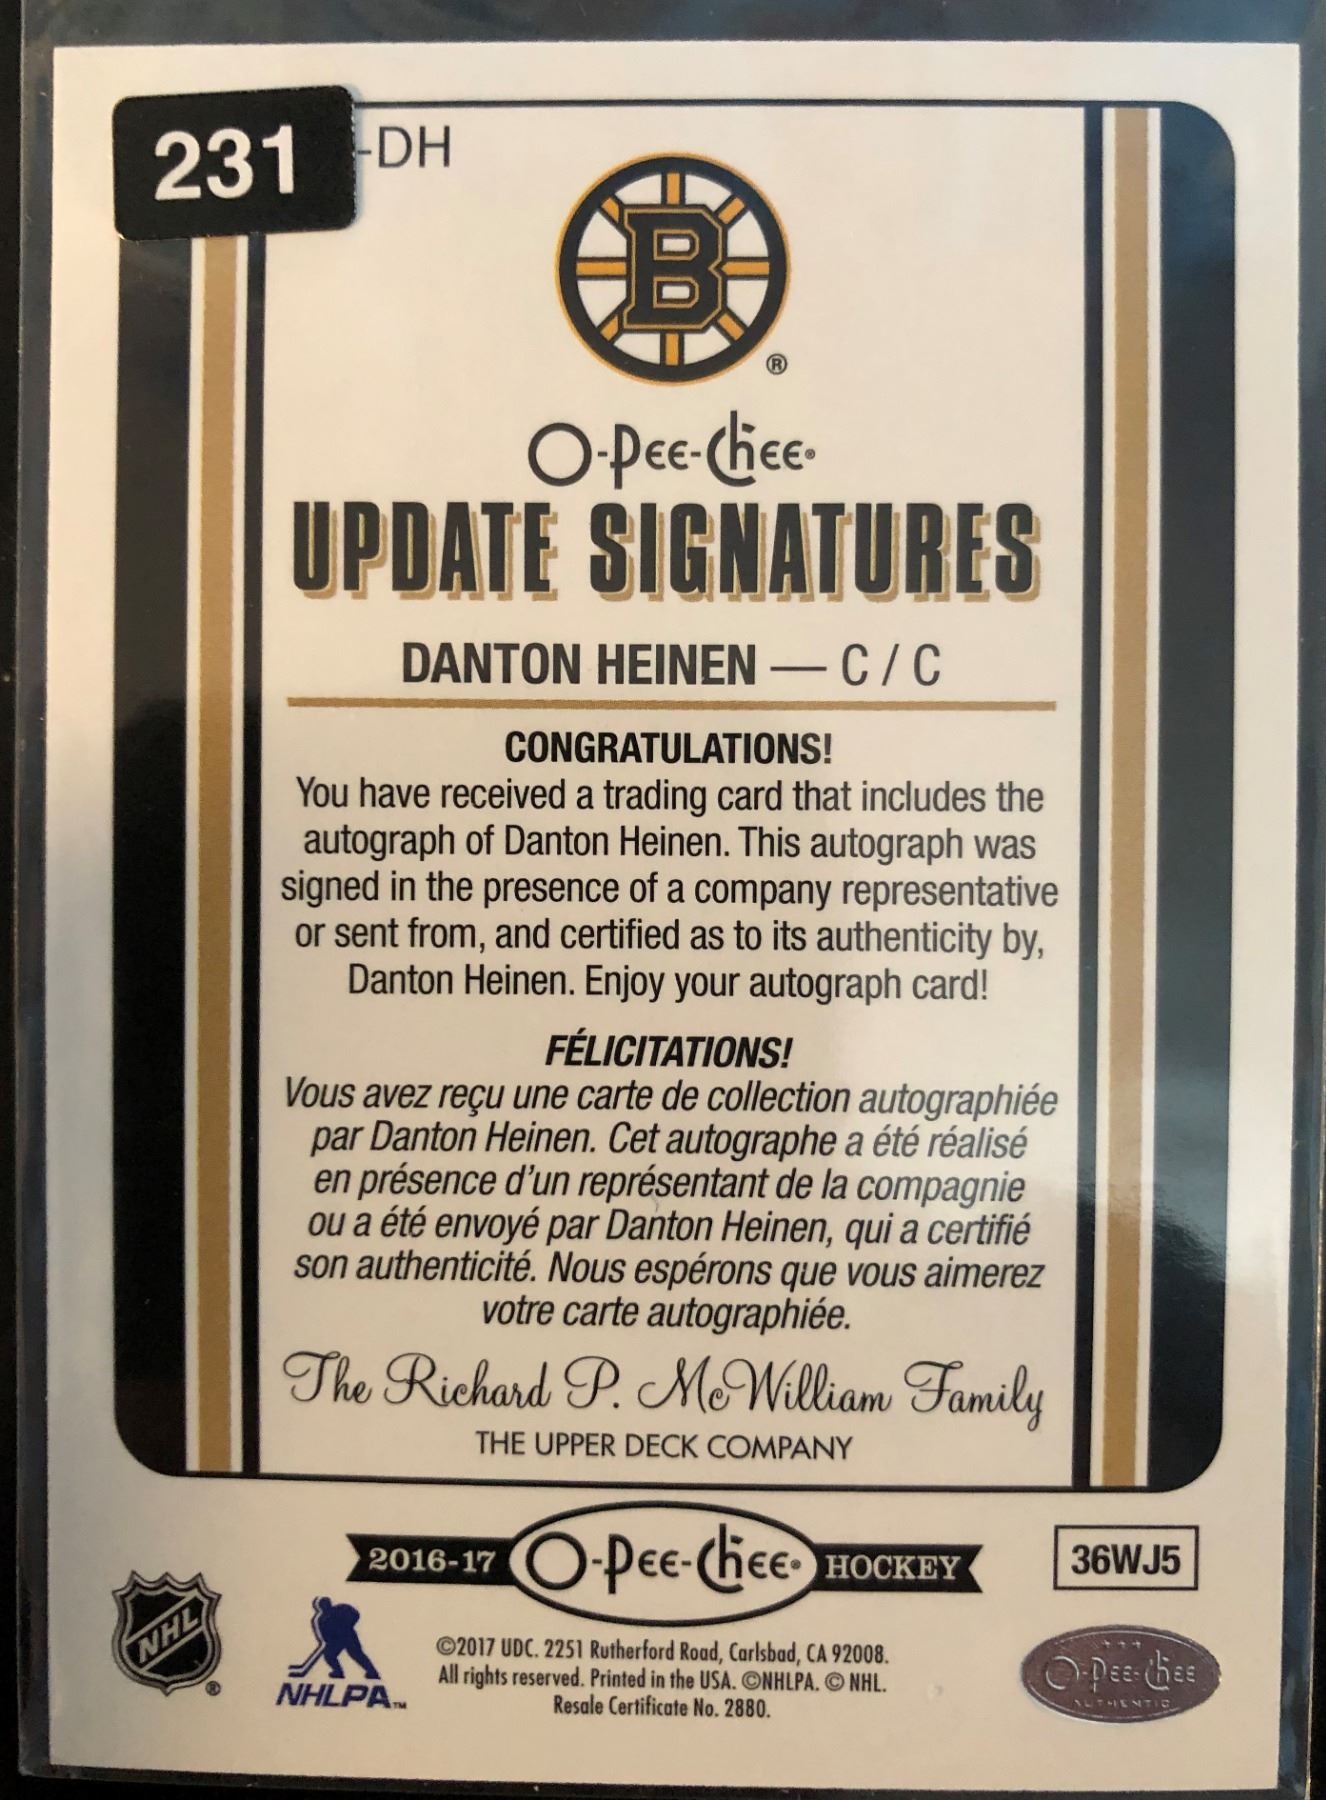 231
-DH
B
®
O-Pee-Chee®
UPDATE SIGNATURES
DANTON HEINEN — C / C
CONGRATULATIONS!
You have received a trading card that includes the
autograph of Danton Heinen. This autograph was
signed in the presence of a company representative
or sent from, and certified as to its authenticity by,
Danton Heinen. Enjoy your autograph card!
FÉLICITATIONS!
Vous avez reçu une carte de collection autographiée
par Danton Heinen. Cet autographe a été réalisé
en présence d'un représentant de la compagnie
ou a été envoyé par Danton Heinen, qui a certifié
son authenticité. Nous espérons que vous aimerez
votre carte autographiée.
The Richard P. McWilliam Family
THE UPPER DECK COMPANY
2016-17 O-Pee-Chee® HOCKEY
36WJ5
NHL®
NHLPA™
©2017 UDC. 2251 Rutherford Road, Carlsbad, CA 92008.
All rights reserved. Printed in the USA. ©NHLPA. © NHL.
Resale Certificate No. 2880.
O-Pee-Chee
AUTHENTIC